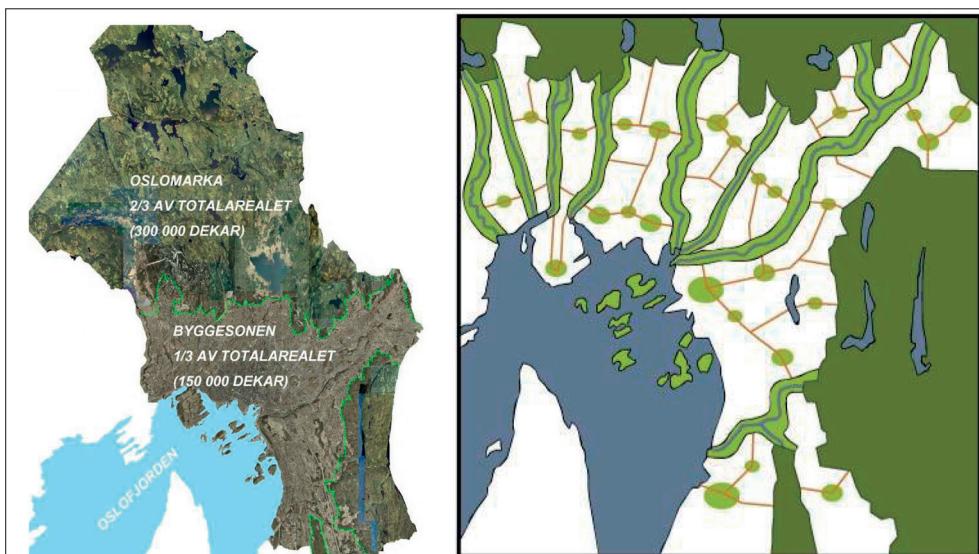 OSLOMARKA
2/3 AV TOTALAREALET
(300 000 DEKAR)
BYGGESONEN
1/3 AV TOTALAREALET
(150 000 DEKAR)
OSLOFJORDEN